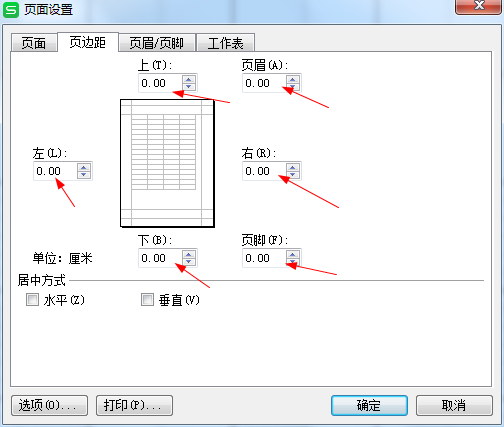 S 页面设置
页面 页边距 页眉/页脚 工作表
上(T): 页眉(A):
0.00 0.00
左(L): 右(R):
0.00 0.00
下(B): 页脚(F):
单位：厘米 0.00 0.00
居中方式
水平(Z) 垂直(V)
选项(O)... 打印(P)... 确定 取消